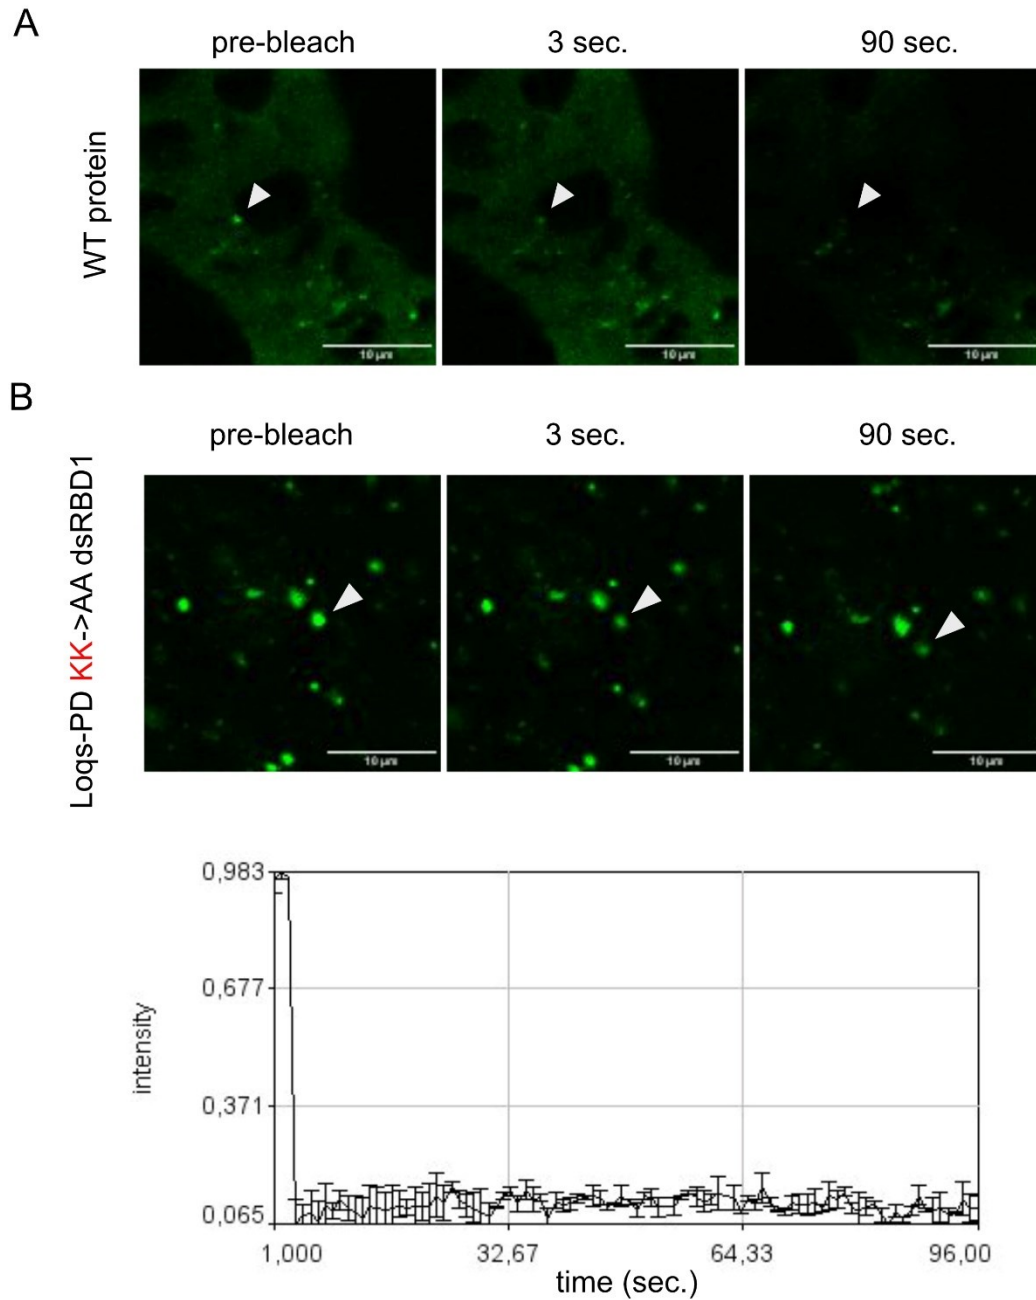 A
pre-bleach 3 sec. 90 sec.
WT protein
10 µm 10 µm 10 µm
B
pre-bleach 3 sec. 90 sec.
Loqs-PD KK->AA dsRBD1
10 µm 10 µm 10 µm
0,983
0,677
intensity
0,371
0,065
1,000 32,67 64,33 96,00
time (sec.)